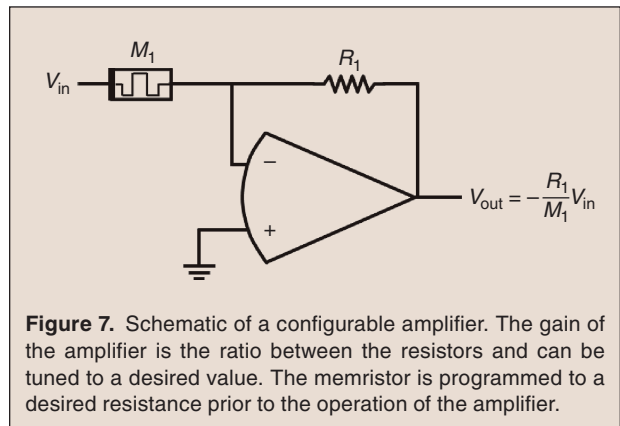 M₁
R₁
Vin
−
+
Vout = −R₁/M₁ Vin
Figure 7. Schematic of a configurable amplifier. The gain of
the amplifier is the ratio between the resistors and can be
tuned to a desired value. The memristor is programmed to a
desired resistance prior to the operation of the amplifier.